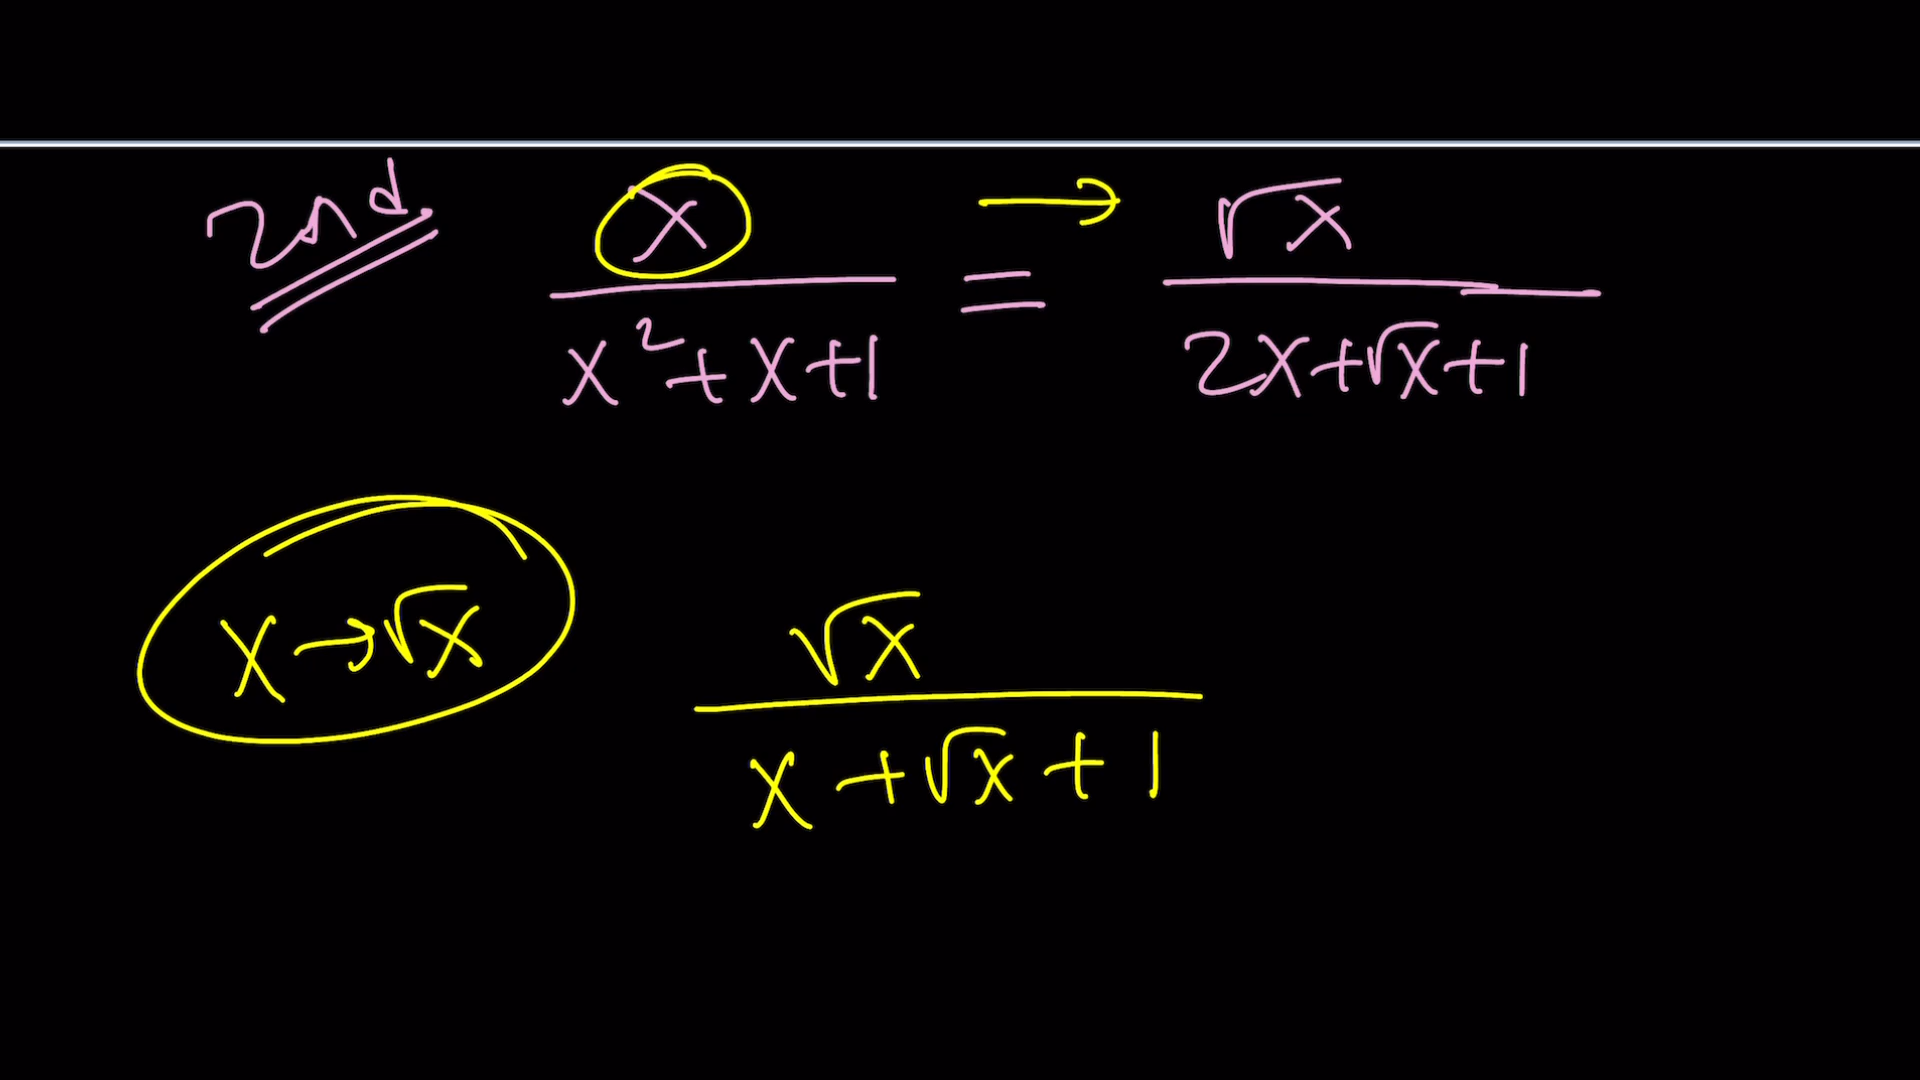 2nd. x/(x²+x+1) = → √x/(2x+√x+1)
x→√x √x/(x+√x+1)